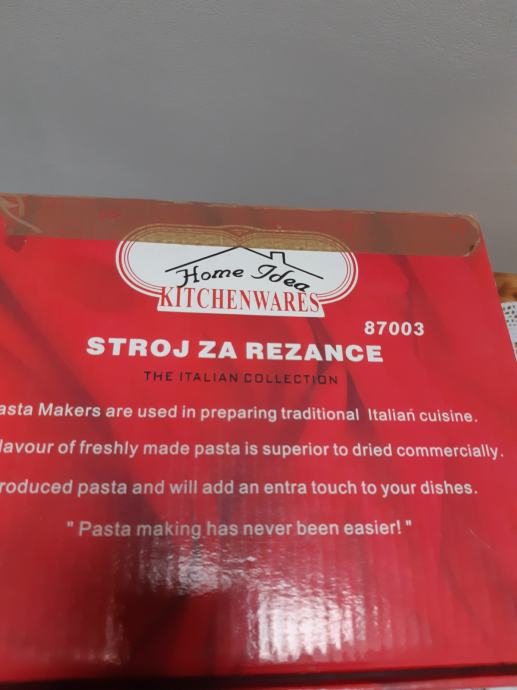 Home Idea
KITCHENWARES
87003
STROJ ZA REZANCE
THE ITALIAN COLLECTION
asta Makers are used in preparing traditional Italian cuisine.
lavour of freshly made pasta is superior to dried commercially.
roduced pasta and will add an entra touch to your dishes.
" Pasta making has never been easier! "